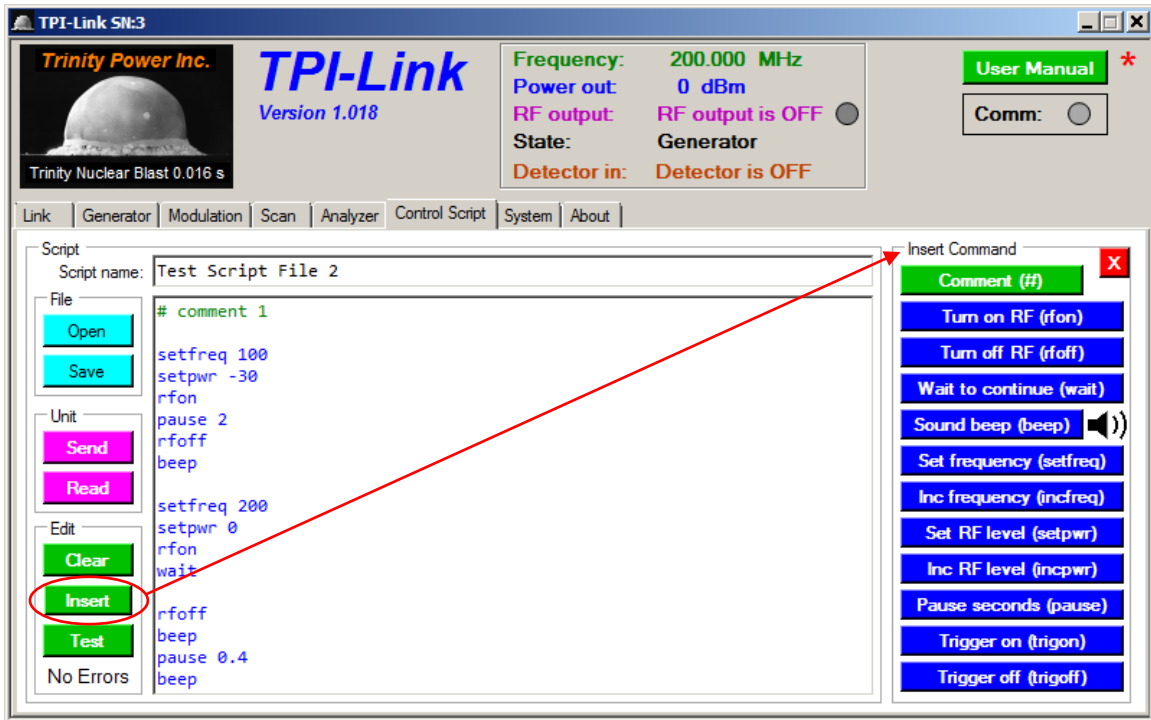 TPI-Link SN:3
Trinity Power Inc.
Trinity Nuclear Blast 0.016 s
TPI-Link
Version 1.018
Frequency: 200.000 MHz
Power out: 0 dBm
RF output: RF output is OFF
State: Generator
Detector in: Detector is OFF
User Manual *
Comm:
Link Generator Modulation Scan Analyzer Control Script System About
Script
Script name: Test Script File 2
File
Open
Save
Unit
Send
Read
Edit
Clear
Insert
Test
No Errors
# comment 1
setfreq 100
setpwr -30
rfon
pause 2
rfoff
beep
setfreq 200
setpwr 0
rfon
wait
rfoff
beep
pause 0.4
beep
Insert Command
X
Comment (#)
Turn on RF (rfon)
Turn off RF (rfoff)
Wait to continue (wait)
Sound beep (beep)
Set frequency (setfreq)
Inc frequency (incfreq)
Set RF level (setpwr)
Inc RF level (incpwr)
Pause seconds (pause)
Trigger on (trigon)
Trigger off (trigoff)